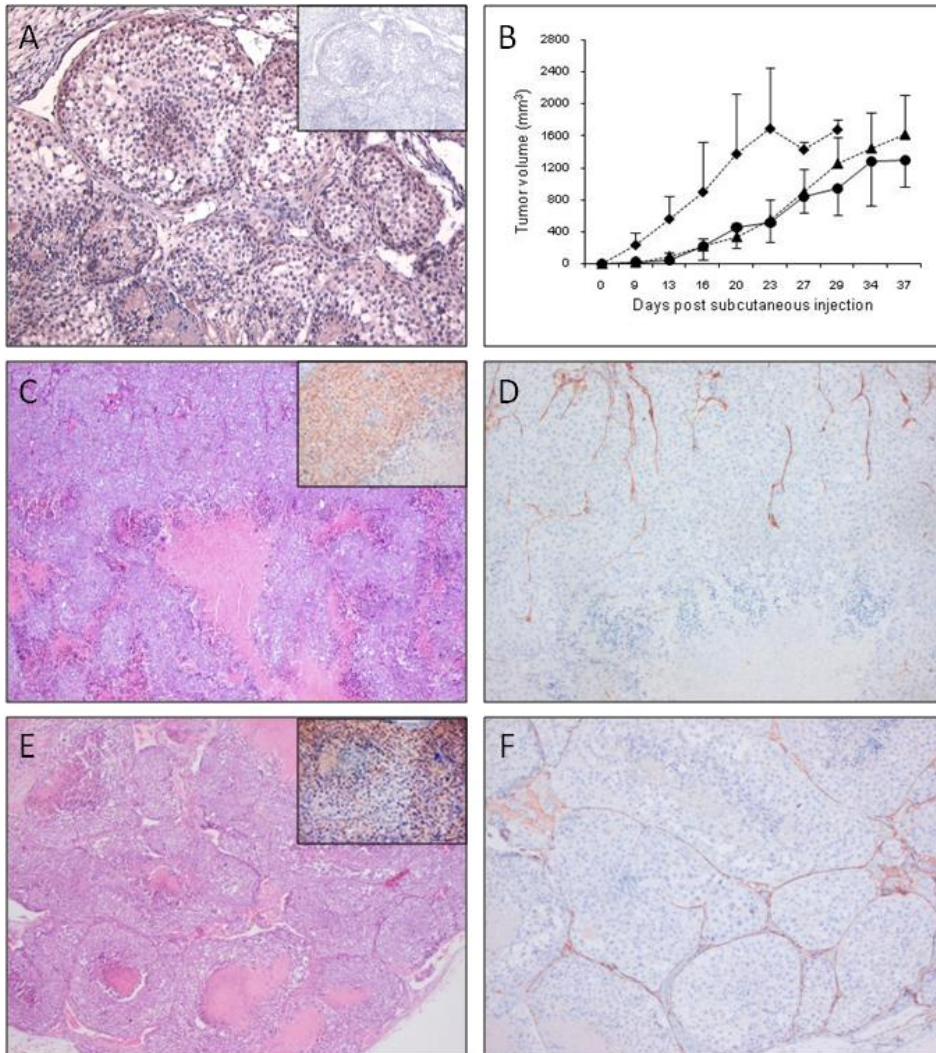 A
B
2800
2400
2000
1600
1200
800
400
0
Tumor volume (mm³)
0 9 13 16 20 23 27 29 34 37
Days post subcutaneous injection
C
D
E
F